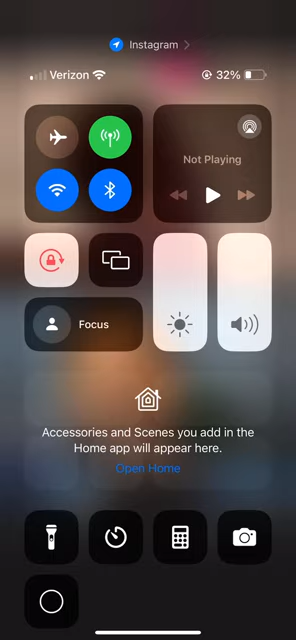 Instagram
Verizon 32%
Not Playing
Focus
Accessories and Scenes you add in the
Home app will appear here.
Open Home